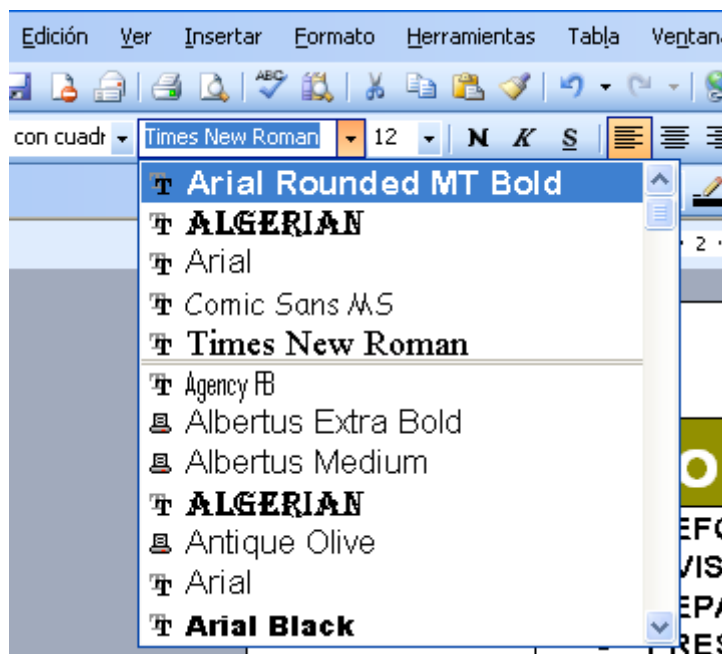 Edición Ver Insertar Formato Herramientas Tabla Ventan
ABC
con cuadr Times New Roman 12 N K S
Arial Rounded MT Bold
ALGERIAN
2
Arial
Comic Sans MS
Times New Roman
Agency FB
Albertus Extra Bold
Albertus Medium
ALGERIAN
Antique Olive
Arial
Arial Black